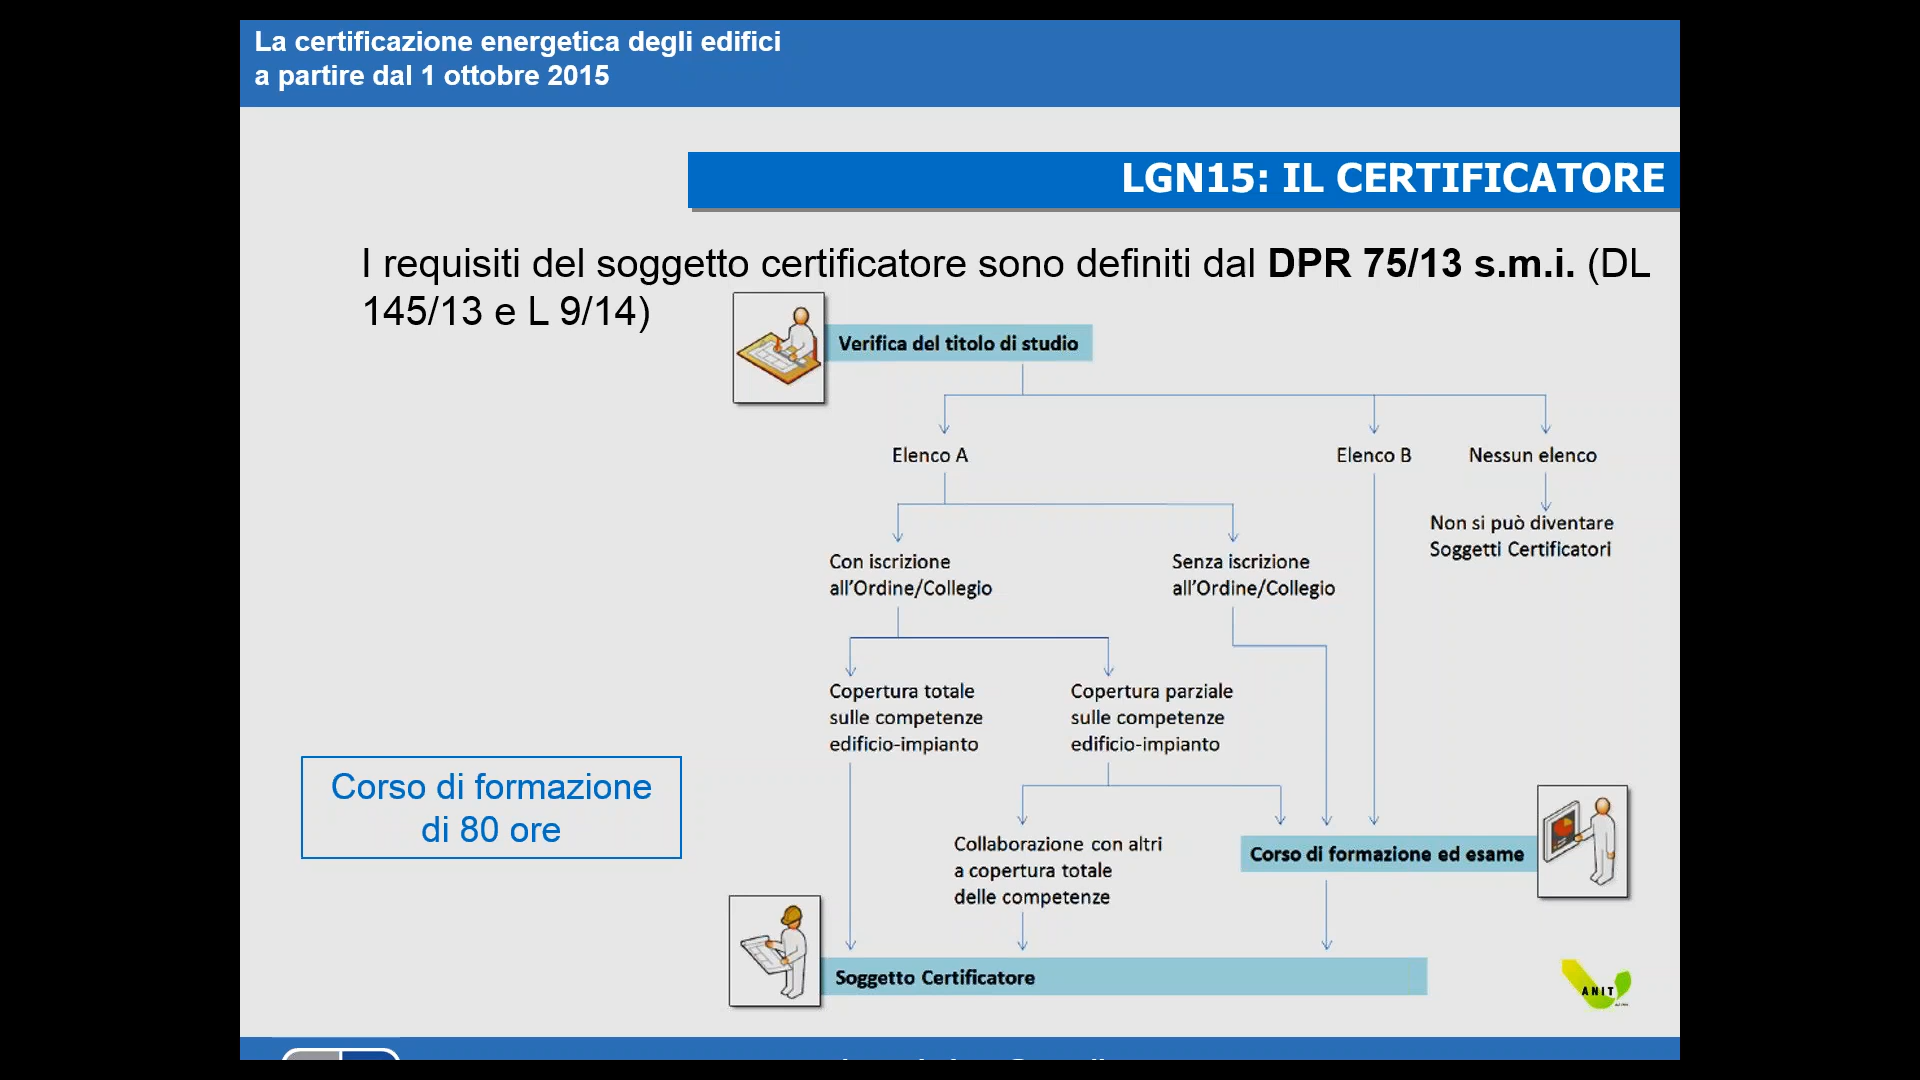 La certificazione energetica degli edifici
a partire dal 1 ottobre 2015
LGN15: IL CERTIFICATORE
I requisiti del soggetto certificatore sono definiti dal DPR 75/13 s.m.i. (DL
145/13 e L 9/14)
Verifica del titolo di studio
Elenco A
Elenco B
Nessun elenco
Non si può diventare
Soggetti Certificatori
Con iscrizione
all'Ordine/Collegio
Senza iscrizione
all'Ordine/Collegio
Copertura totale
sulle competenze
edificio-impianto
Copertura parziale
sulle competenze
edificio-impianto
Corso di formazione
di 80 ore
Collaborazione con altri
a copertura totale
delle competenze
Corso di formazione ed esame
Soggetto Certificatore
ANIT